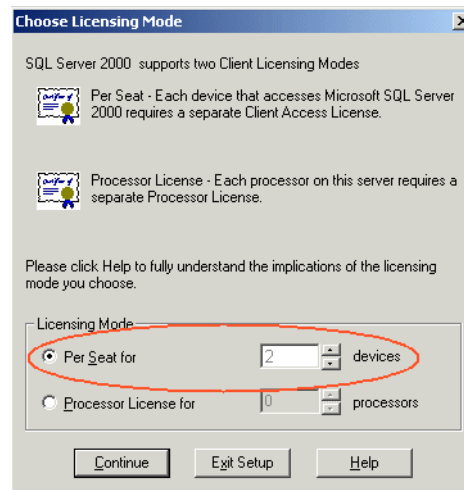 Choose Licensing Mode
SQL Server 2000 supports two Client Licensing Modes
Per Seat - Each device that accesses Microsoft SQL Server
2000 requires a separate Client Access License.
Processor License - Each processor on this server requires a
separate Processor License.
Please click Help to fully understand the implications of the licensing
mode you choose.
Licensing Mode
Per Seat for 2 devices
Processor License for 0 processors
Continue Exit Setup Help